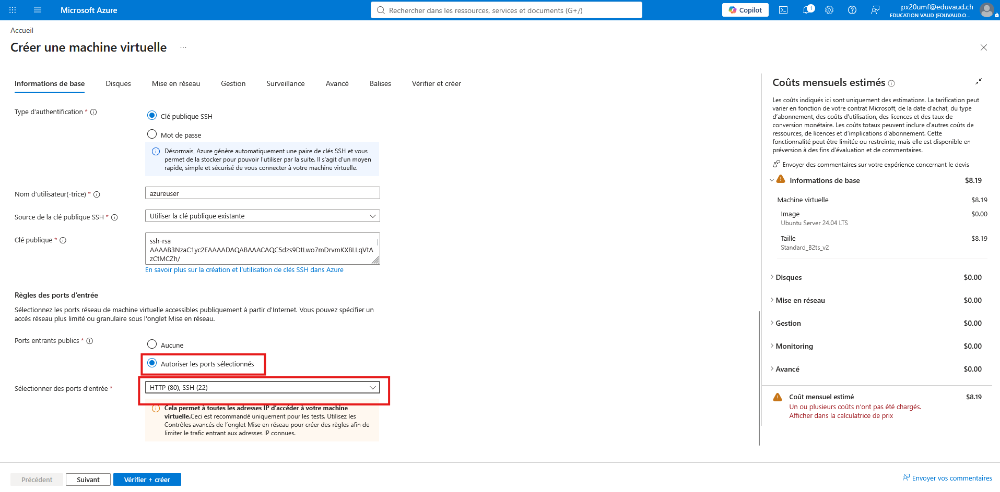 Microsoft Azure
Rechercher dans les ressources, services et documents (G+/)
Copilot
1
px20umf@eduvaud.ch
EDUCATION VAUD (EDUVAUD.O...
Accueil
Créer une machine virtuelle ...
Informations de base
Disques
Mise en réseau
Gestion
Surveillance
Avancé
Balises
Vérifier et créer
Type d'authentification *
Clé publique SSH
Mot de passe
Désormais, Azure génère automatiquement une paire de clés SSH et vous
permet de la stocker pour pouvoir l'utiliser par la suite. Il s'agit d'un moyen
rapide, simple et sécurisé de vous connecter à votre machine virtuelle.
Nom d'utilisateur(-trice) *
azureuser
Source de la clé publique SSH *
Utiliser la clé publique existante
Clé publique *
ssh-rsa
AAAAB3NzaC1yc2EAAAADAQABAAACAQC5dzs9DtLwo7mDrvmKX8LLqVtA
zCtMCZh/
En savoir plus sur la création et l'utilisation de clés SSH dans Azure
Règles des ports d'entrée
Sélectionnez les ports réseau de machine virtuelle accessibles publiquement à partir d'Internet. Vous pouvez spécifier un
accès réseau plus limité ou granulaire sous l'onglet Mise en réseau.
Ports entrants publics *
Aucune
Autoriser les ports sélectionnés
Sélectionner des ports d'entrée *
HTTP (80), SSH (22)
Cela permet à toutes les adresses IP d'accéder à votre machine
virtuelle.Ceci est recommandé uniquement pour les tests. Utilisez les
Contrôles avancés de l'onglet Mise en réseau pour créer des règles afin de
limiter le trafic entrant aux adresses IP connues.
Précédent
Suivant
Vérifier + créer
Coûts mensuels estimés
Les coûts indiqués ici sont uniquement des estimations. La tarification peut
varier en fonction de votre contrat Microsoft, de la date d'achat, du type
d'abonnement, des coûts d'utilisation, des licences et des taux de
conversion monétaire. Les coûts totaux peuvent inclure d'autres coûts de
ressources, de licences et d'implications d'abonnement. Cette
fonctionnalité peut être limitée ou restreinte, mais elle est disponible en
préversion à des fins d'évaluation et de commentaires.
Envoyer des commentaires sur votre expérience concernant le devis
Informations de base $8.19
Machine virtuelle $8.19
Image $0.00
Ubuntu Server 24.04 LTS
Taille $8.19
Standard_B2ts_v2
Disques $0.00
Mise en réseau $0.00
Gestion $0.00
Monitoring $0.00
Avancé $0.00
Coût mensuel estimé $8.19
Un ou plusieurs coûts n'ont pas été chargés.
Afficher dans la calculatrice de prix
Envoyer vos commentaires